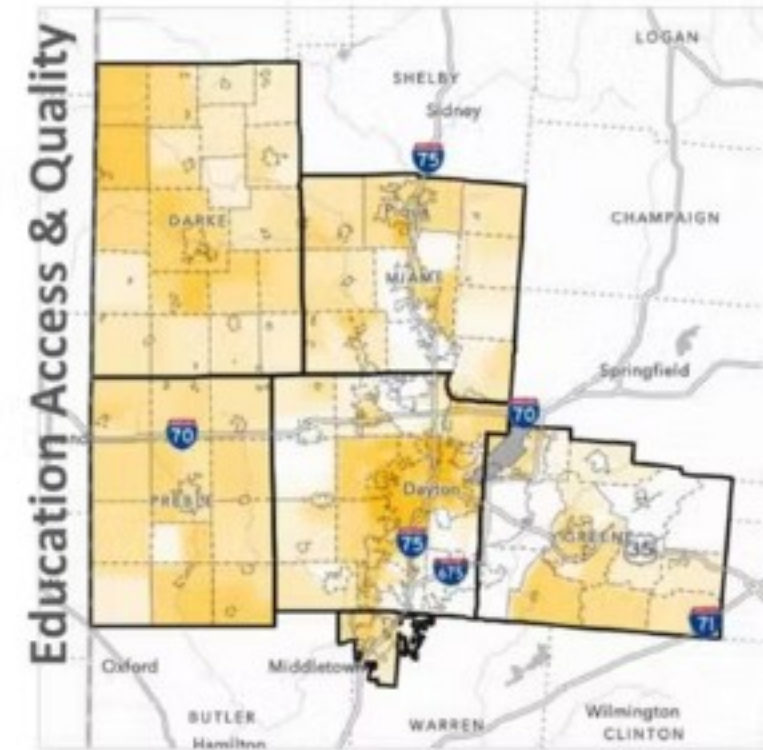 Education Access & Quality
LOGAN
SHELBY
Sidney
75
DARKE
CHAMPAIGN
MIAMI
Springfield
70
70
PREBLE
Dayton
75
675
GREENE
35
71
Oxford
Middletown
BUTLER
Hamilton
WARREN
Wilmington
CLINTON